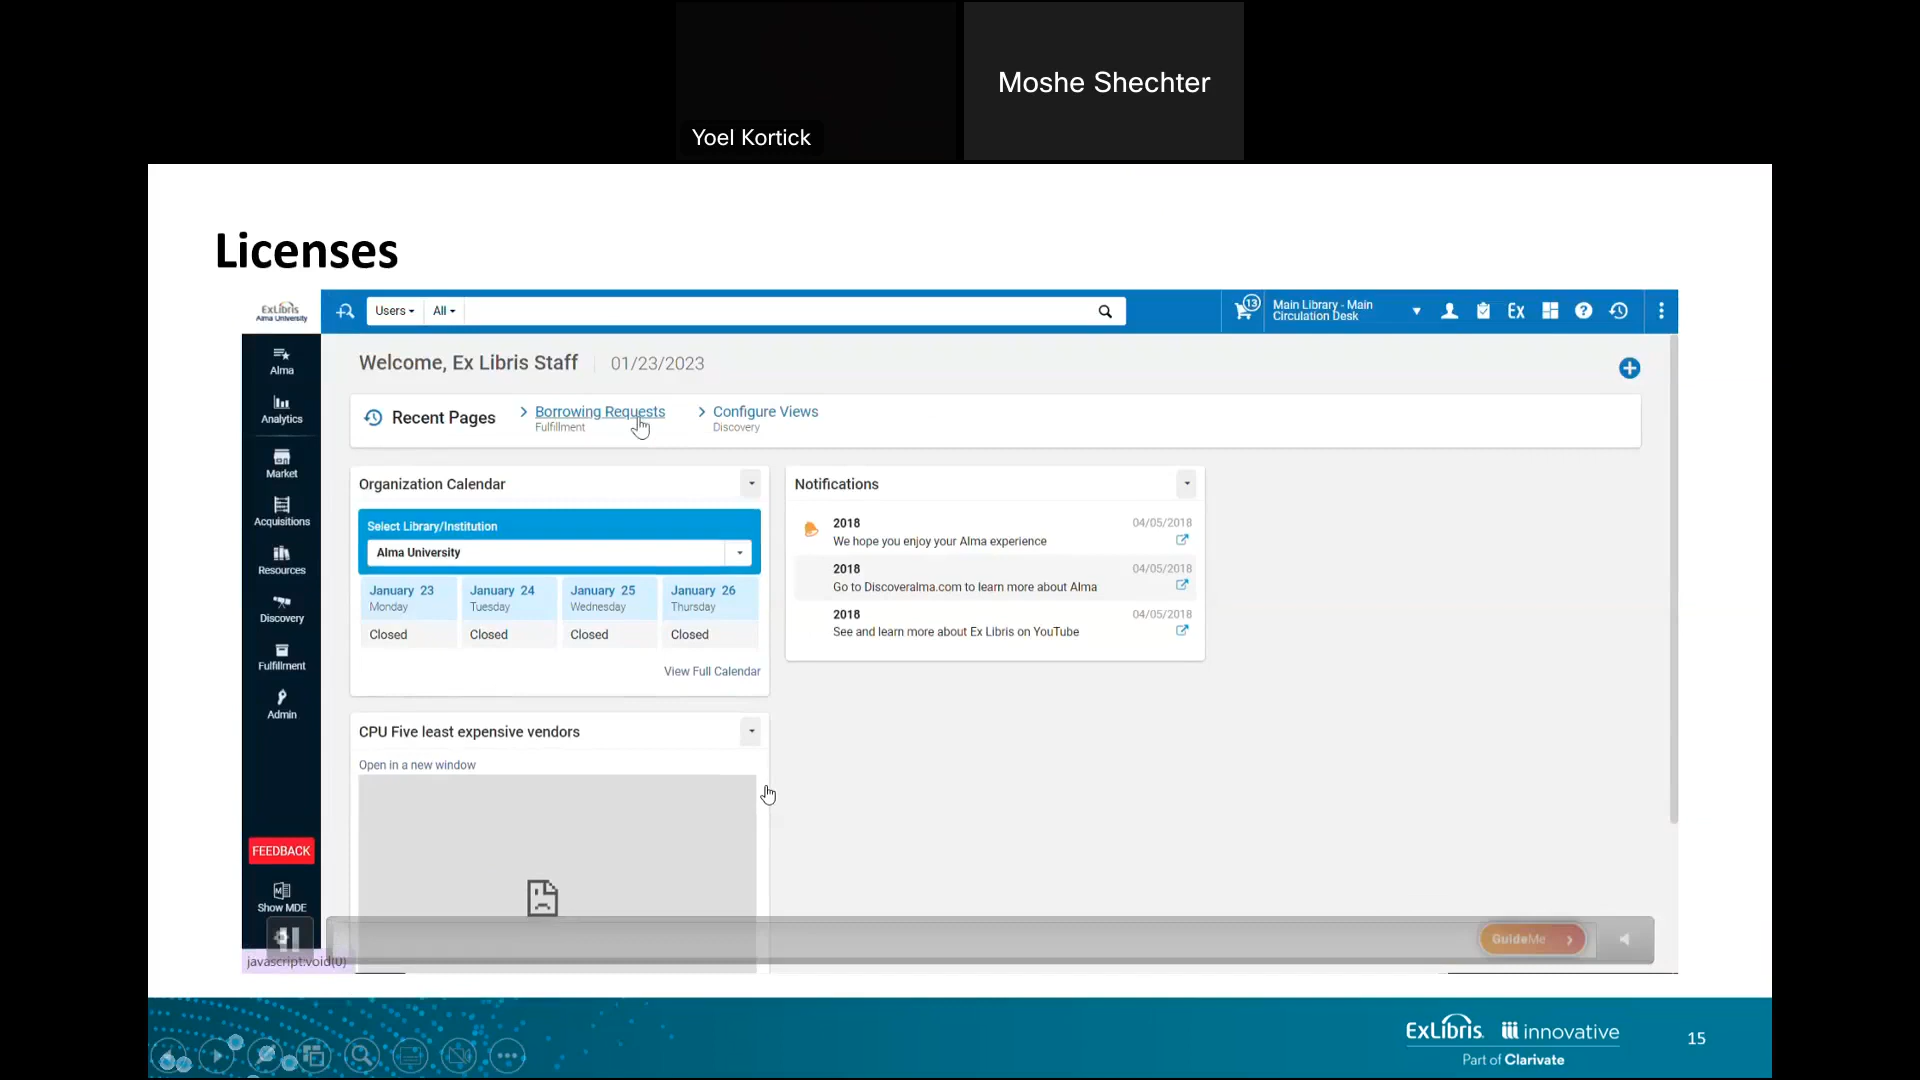 Moshe Shechter
Yoel Kortick
Licenses
ExLibris
Alma University
Users
All
13
Main Library - Main
Circulation Desk
Ex
Alma
Analytics
Market
Acquisitions
Resources
Discovery
Fulfillment
Admin
FEEDBACK
Show MDE
javascript:void(0)
Welcome, Ex Libris Staff
01/23/2023
Recent Pages
Borrowing Requests
Fulfillment
Configure Views
Discovery
Organization Calendar
Select Library/Institution
Alma University
January 23
Monday
Closed
January 24
Tuesday
Closed
January 25
Wednesday
Closed
January 26
Thursday
Closed
View Full Calendar
Notifications
2018
04/05/2018
We hope you enjoy your Alma experience
2018
04/05/2018
Go to Discoveralma.com to learn more about Alma
2018
04/05/2018
See and learn more about Ex Libris on YouTube
CPU Five least expensive vendors
Open in a new window
GuideMe
ExLibris
innovative
Part of Clarivate
15